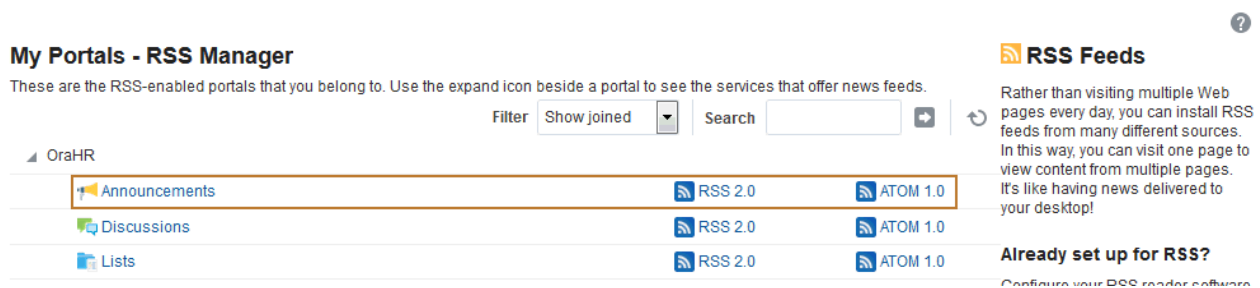 My Portals - RSS Manager
These are the RSS-enabled portals that you belong to. Use the expand icon beside a portal to see the services that offer news feeds.
Filter Show joined Search
OraHR
Announcements RSS 2.0 ATOM 1.0
Discussions RSS 2.0 ATOM 1.0
Lists RSS 2.0 ATOM 1.0
RSS Feeds
Rather than visiting multiple Web
pages every day, you can install RSS
feeds from many different sources.
In this way, you can visit one page to
view content from multiple pages.
It's like having news delivered to
your desktop!
Already set up for RSS?
Configure your RSS reader software